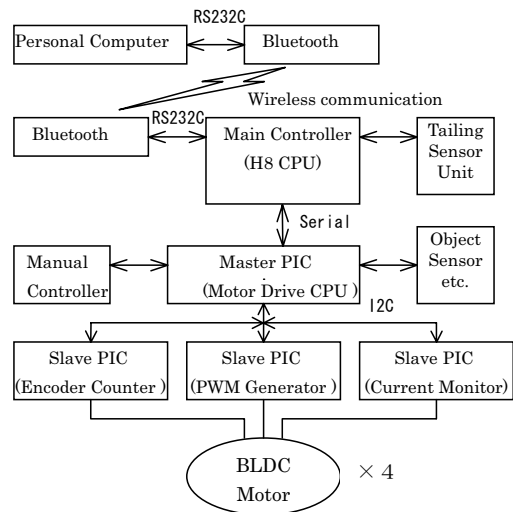 RS232C
Personal Computer
Bluetooth
Wireless communication
RS232C
Bluetooth
Main Controller
(H8 CPU)
Tailing
Sensor
Unit
Serial
Manual
Controller
Master PIC
(Motor Drive CPU )
Object
Sensor
etc.
I2C
Slave PIC
(Encoder Counter )
Slave PIC
(PWM Generator )
Slave PIC
(Current Monitor)
BLDC
Motor
×4